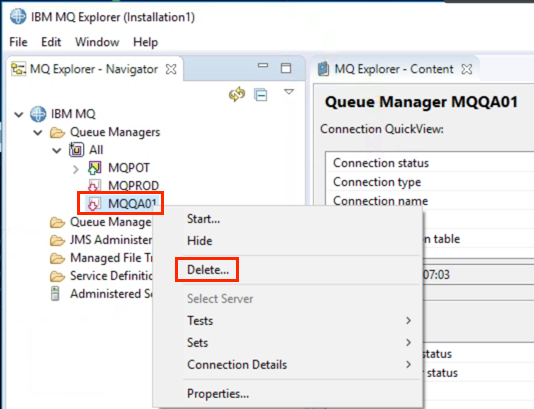 IBM MQ Explorer (Installation1)
File Edit Window Help
MQ Explorer - Navigator
MQ Explorer - Content
IBM MQ
Queue Managers
All
MQPOT
MQPROD
MQQA01
Queue Manage
JMS Administer
Managed File Tr
Service Definitio
Administered Se
Start...
Hide
Delete...
Select Server
Tests
Sets
Connection Details
Properties...
Queue Manager MQQA01
Connection QuickView:
Connection status
Connection type
Connection name
n table
07:03
status
r status